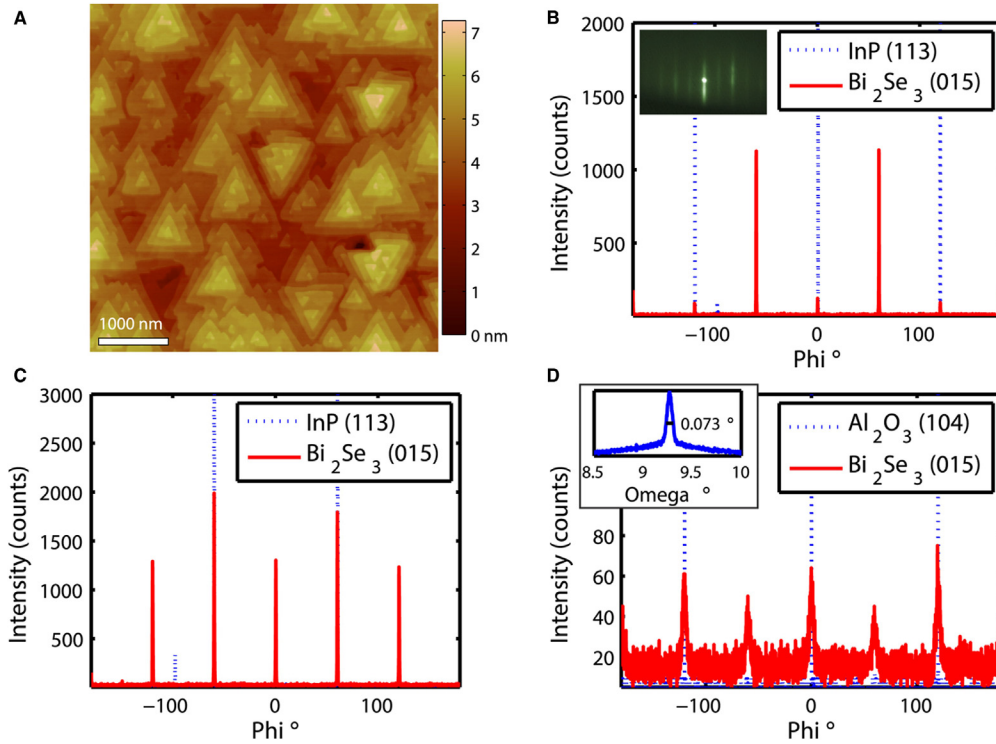 A
7
6
5
4
3
2
1
0 nm
1000 nm
B
2000
1500
1000
500
Intensity (counts)
InP (113)
Bi 2Se 3 (015)
−100
0
100
Phi °
C
3000
2500
2000
1500
1000
500
Intensity (counts)
InP (113)
Bi 2Se 3 (015)
−100
0
100
Phi °
D
0.073 °
8.5
9
9.5
10
Omega °
Al 2O 3 (104)
Bi 2Se 3 (015)
80
60
40
20
Intensity (counts)
−100
0
100
Phi °